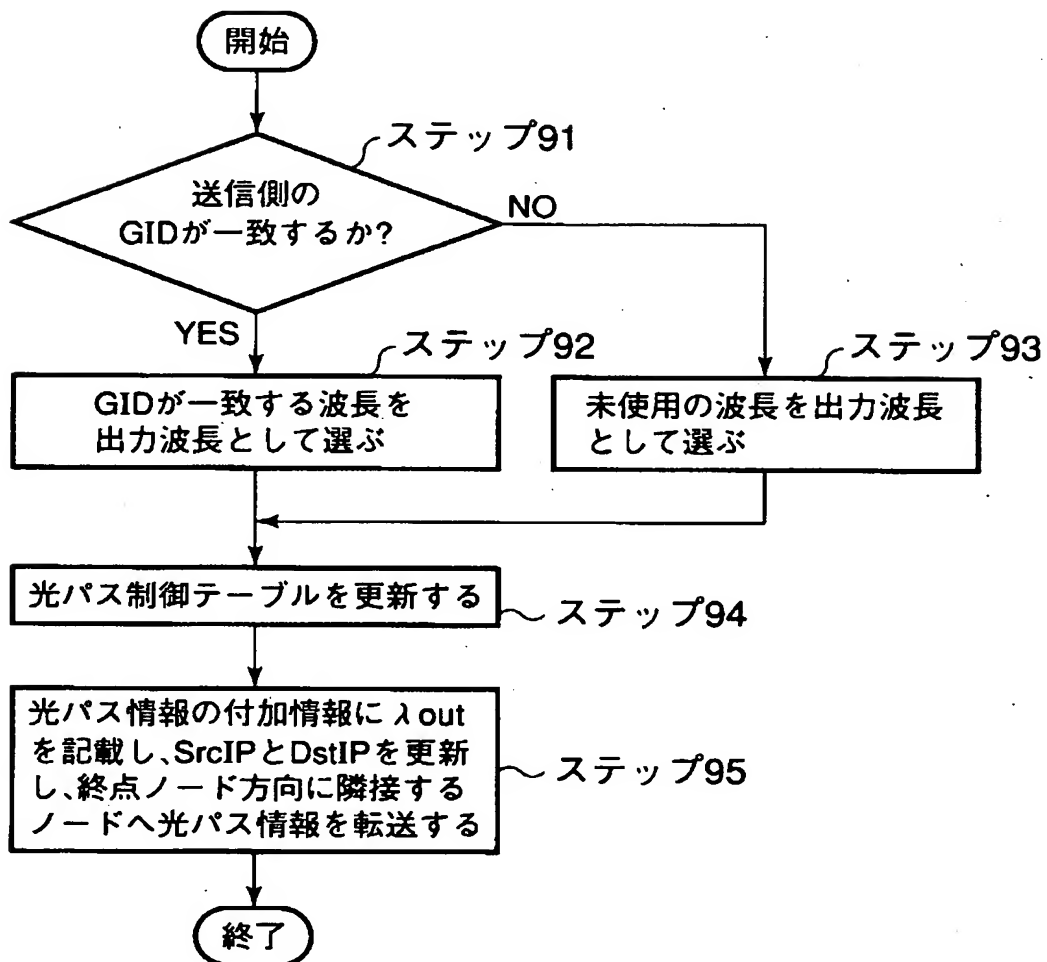 開始
ステップ91
送信側の
GIDが一致するか?
NO
YES
ステップ92
GIDが一致する波長を
出力波長として選ぶ
ステップ93
未使用の波長を出力波長
として選ぶ
光パス制御テーブルを更新する
ステップ94
光パス情報の付加情報にλout
を記載し、SrcIPとDstIPを更新
し、終点ノード方向に隣接する
ノードへ光パス情報を転送する
ステップ95
終了